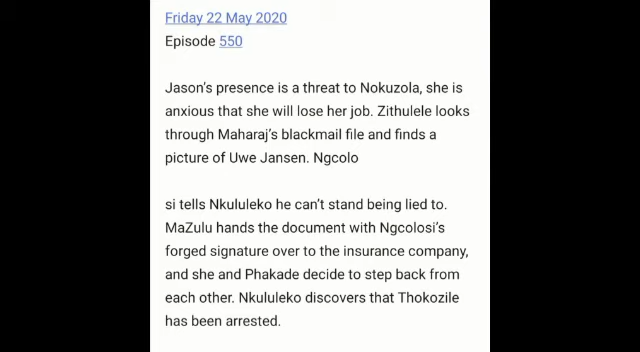 Friday 22 May 2020
Episode 550
Jason's presence is a threat to Nokuzola, she is
anxious that she will lose her job. Zithulele looks
through Maharaj's blackmail file and finds a
picture of Uwe Jansen. Ngcolo
si tells Nkululeko he can't stand being lied to.
MaZulu hands the document with Ngcolosi's
forged signature over to the insurance company,
and she and Phakade decide to step back from
each other. Nkululeko discovers that Thokozile
has been arrested.